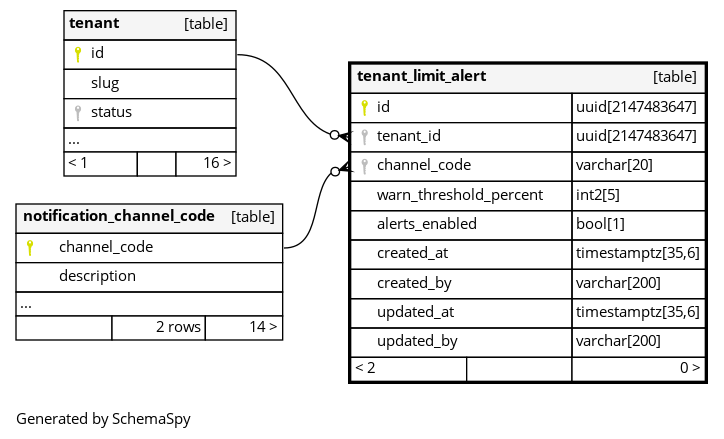 tenant [table]
id
slug
status
...
< 1 16 >
notification_channel_code [table]
channel_code
description
...
2 rows 14 >
tenant_limit_alert [table]
id uuid[2147483647]
tenant_id uuid[2147483647]
channel_code varchar[20]
warn_threshold_percent int2[5]
alerts_enabled bool[1]
created_at timestamptz[35,6]
created_by varchar[200]
updated_at timestamptz[35,6]
updated_by varchar[200]
< 2 0 >
Generated by SchemaSpy